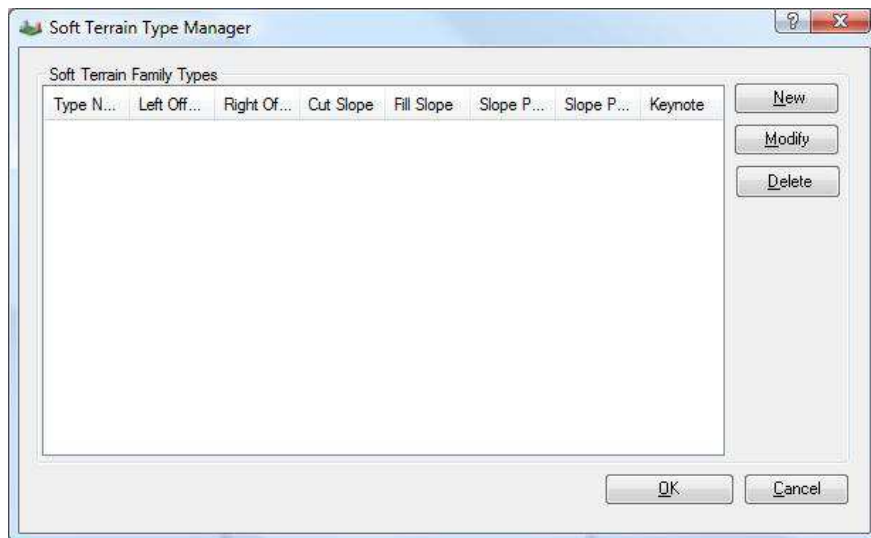 Soft Terrain Type Manager
Soft Terrain Family Types
Type N... Left Off... Right Of... Cut Slope Fill Slope Slope P... Slope P... Keynote
New
Modify
Delete
OK Cancel